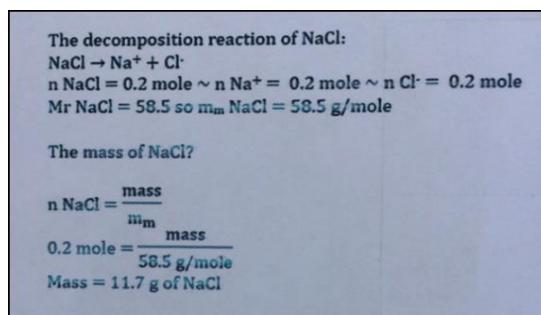 The decomposition reaction of NaCl:
NaCl → Na⁺ + Cl⁻
n NaCl = 0.2 mole ~ n Na⁺ = 0.2 mole ~ n Cl⁻ = 0.2 mole
Mr NaCl = 58.5 so mₘ NaCl = 58.5 g/mole
The mass of NaCl?
n NaCl = mass
mₘ
0.2 mole = mass
58.5 g/mole
Mass = 11.7 g of NaCl